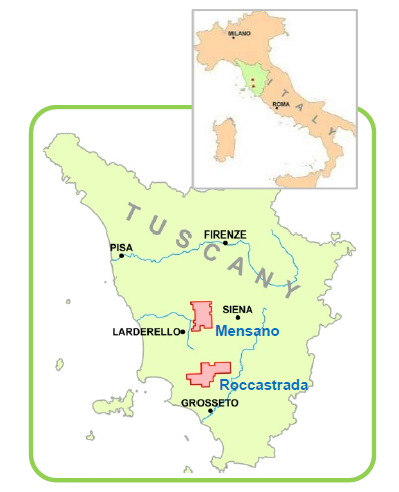 MILANO
ITALY
ROMA
TUSCANY
FIRENZE
PISA
SIENA
LARDERELLO
Mensano
Roccastrada
GROSSETO